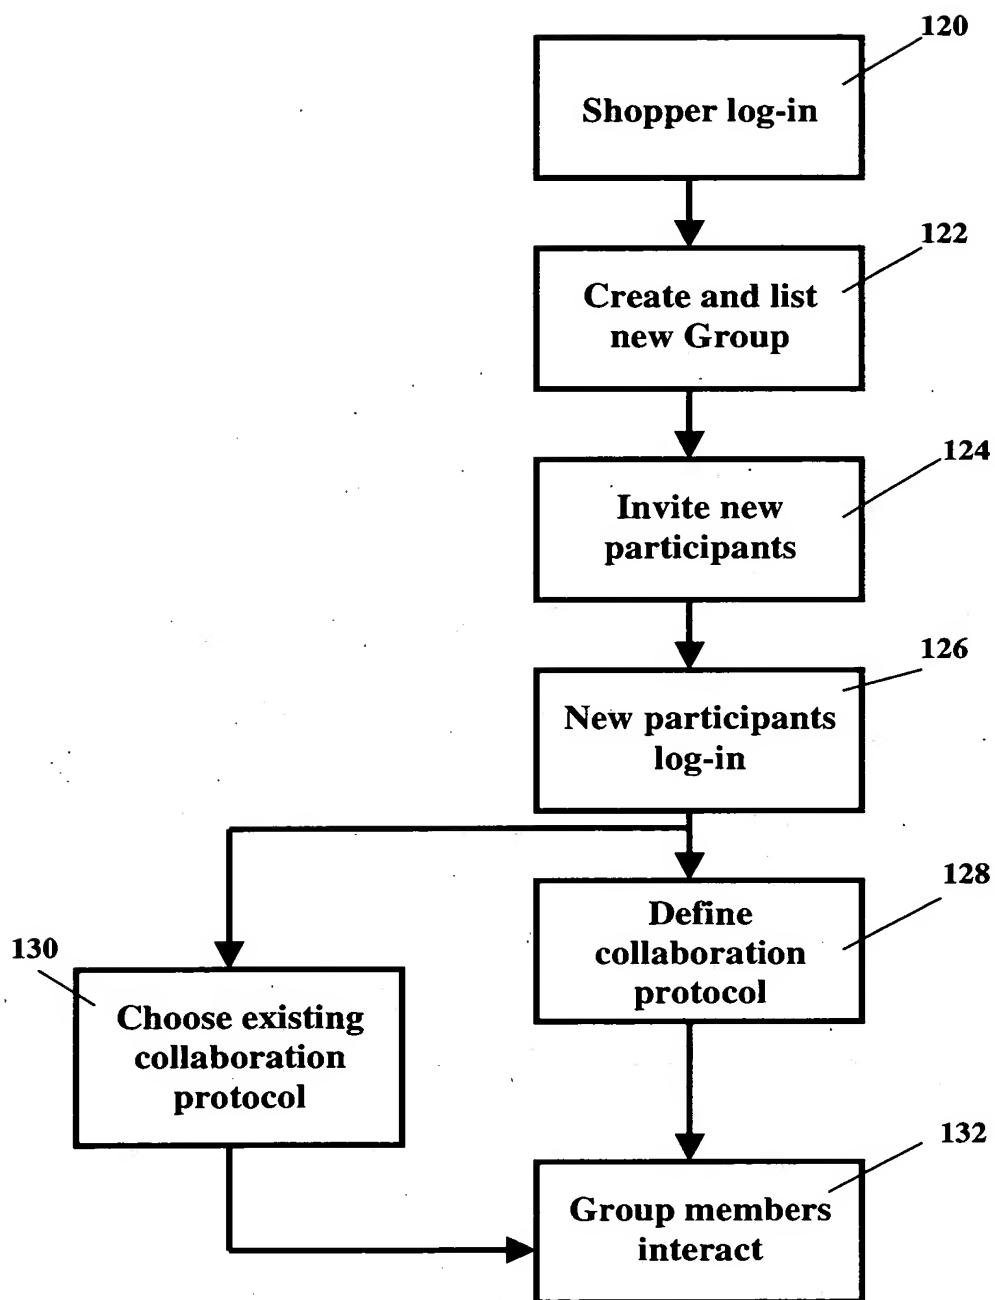 120
Shopper log-in
122
Create and list
new Group
124
Invite new
participants
126
New participants
log-in
128
Define
collaboration
protocol
130
Choose existing
collaboration
protocol
132
Group members
interact